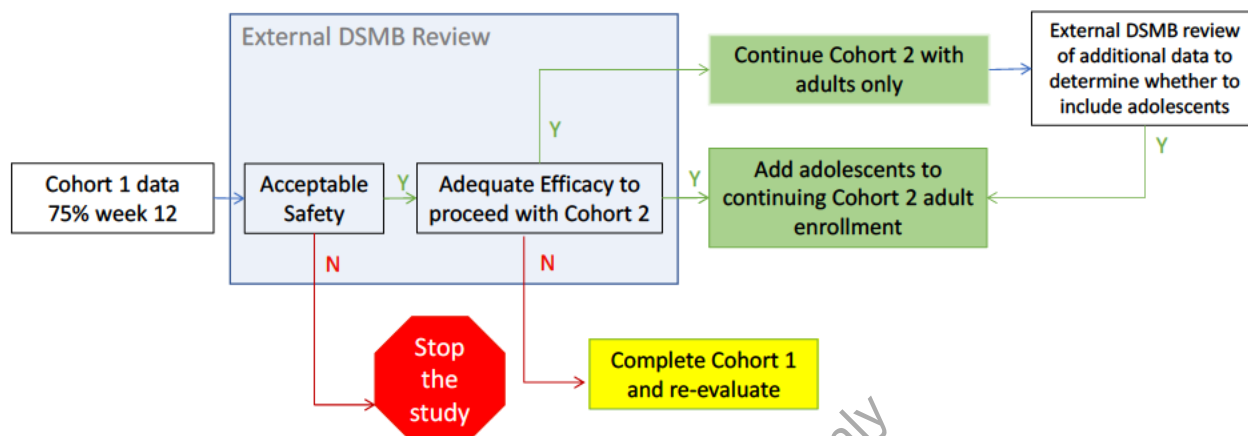 External DSMB Review
Continue Cohort 2 with
adults only
External DSMB review
of additional data to
determine whether to
include adolescents
Y
Y
Cohort 1 data
75% week 12
Acceptable
Safety
Y
Adequate Efficacy to
proceed with Cohort 2
Y
Add adolescents to
continuing Cohort 2 adult
enrollment
N
N
Stop
the
study
Complete Cohort 1
and re-evaluate